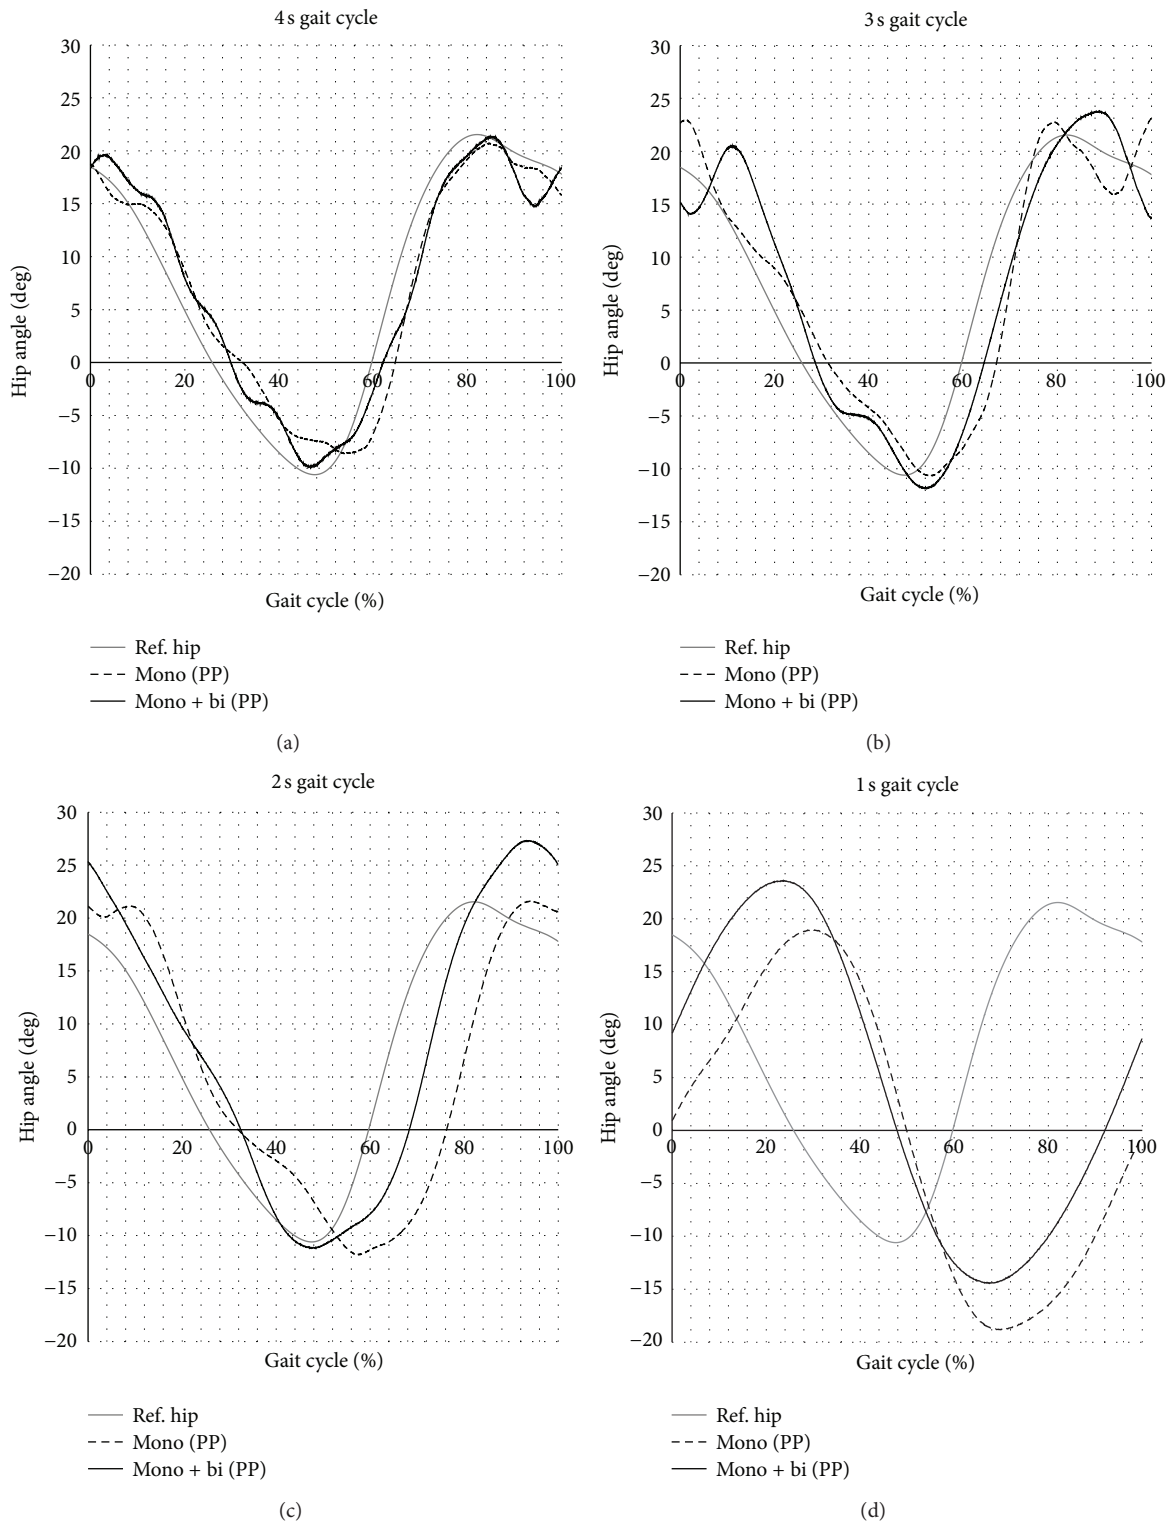 4 s gait cycle
30
25
20
15
10
5
0
−5
−10
−15
−20
0 20 40 60 80 100
Hip angle (deg)
Gait cycle (%)
Ref. hip
Mono (PP)
Mono + bi (PP)
(a)
3 s gait cycle
30
25
20
15
10
5
0
−5
−10
−15
−20
0 20 40 60 80 100
Hip angle (deg)
Gait cycle (%)
Ref. hip
Mono (PP)
Mono + bi (PP)
(b)
2 s gait cycle
30
25
20
15
10
5
0
−5
−10
−15
−20
0 20 40 60 80 100
Hip angle (deg)
Gait cycle (%)
Ref. hip
Mono (PP)
Mono + bi (PP)
(c)
1 s gait cycle
30
25
20
15
10
5
0
−5
−10
−15
−20
0 20 40 60 80 100
Hip angle (deg)
Gait cycle (%)
Ref. hip
Mono (PP)
Mono + bi (PP)
(d)